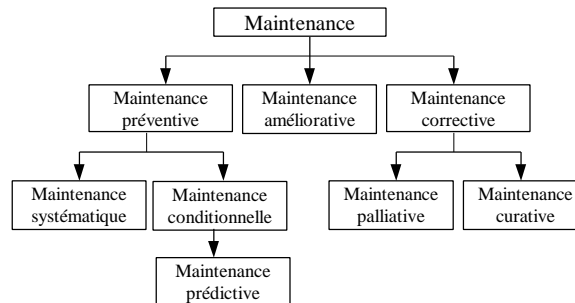 Maintenance
Maintenance
préventive
Maintenance
améliorative
Maintenance
corrective
Maintenance
systématique
Maintenance
conditionnelle
Maintenance
palliative
Maintenance
curative
Maintenance
prédictive